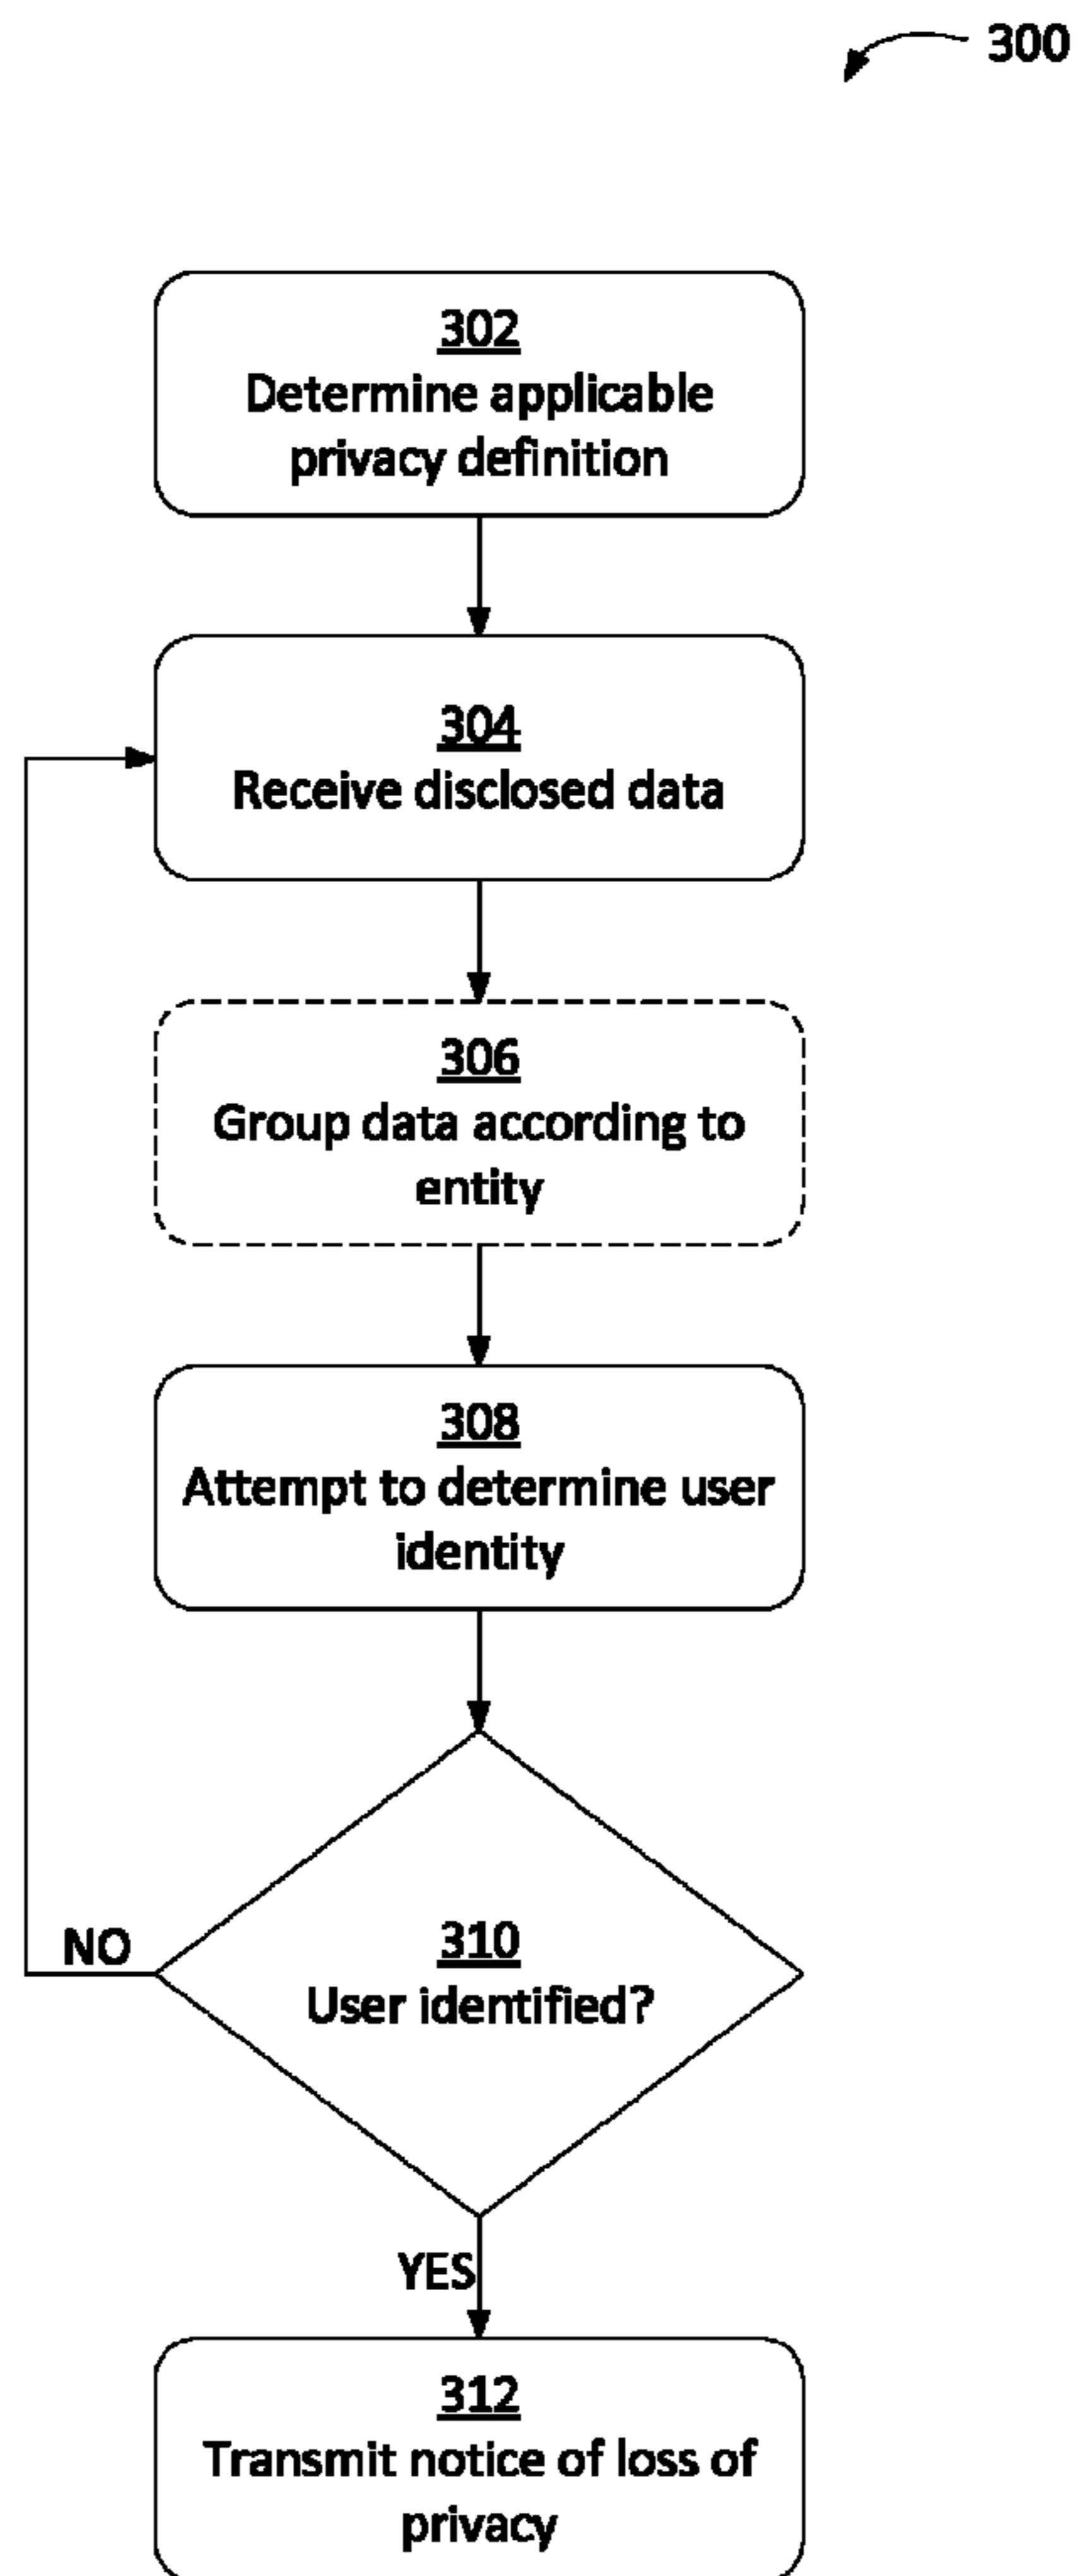 300
302
Determine applicable
privacy definition
304
Receive disclosed data
306
Group data according to
entity
308
Attempt to determine user
identity
310
User identified?
NO
YES
312
Transmit notice of loss of
privacy